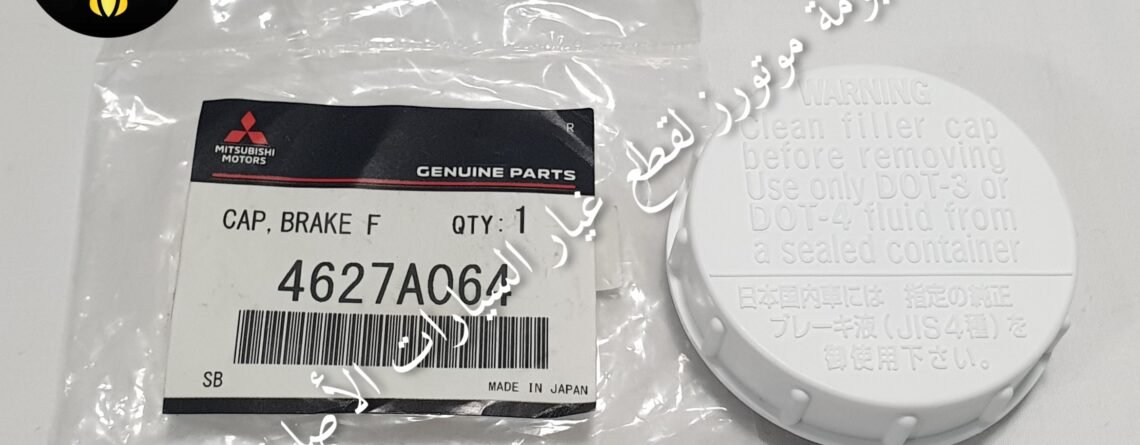 MITSUBISHI
MOTORS
R
GENUINE PARTS
CAP, BRAKE F QTY: 1
4627A064
SB
MADE IN JAPAN
WARNING
Clean filler cap
before removing
Use only DOT-3 or
DOT-4 fluid from
a sealed container
日本国内車には 指定の純正
ブレーキ液(JIS4種)を
御使用下さい。
موتورز لقطع غيار السيارات